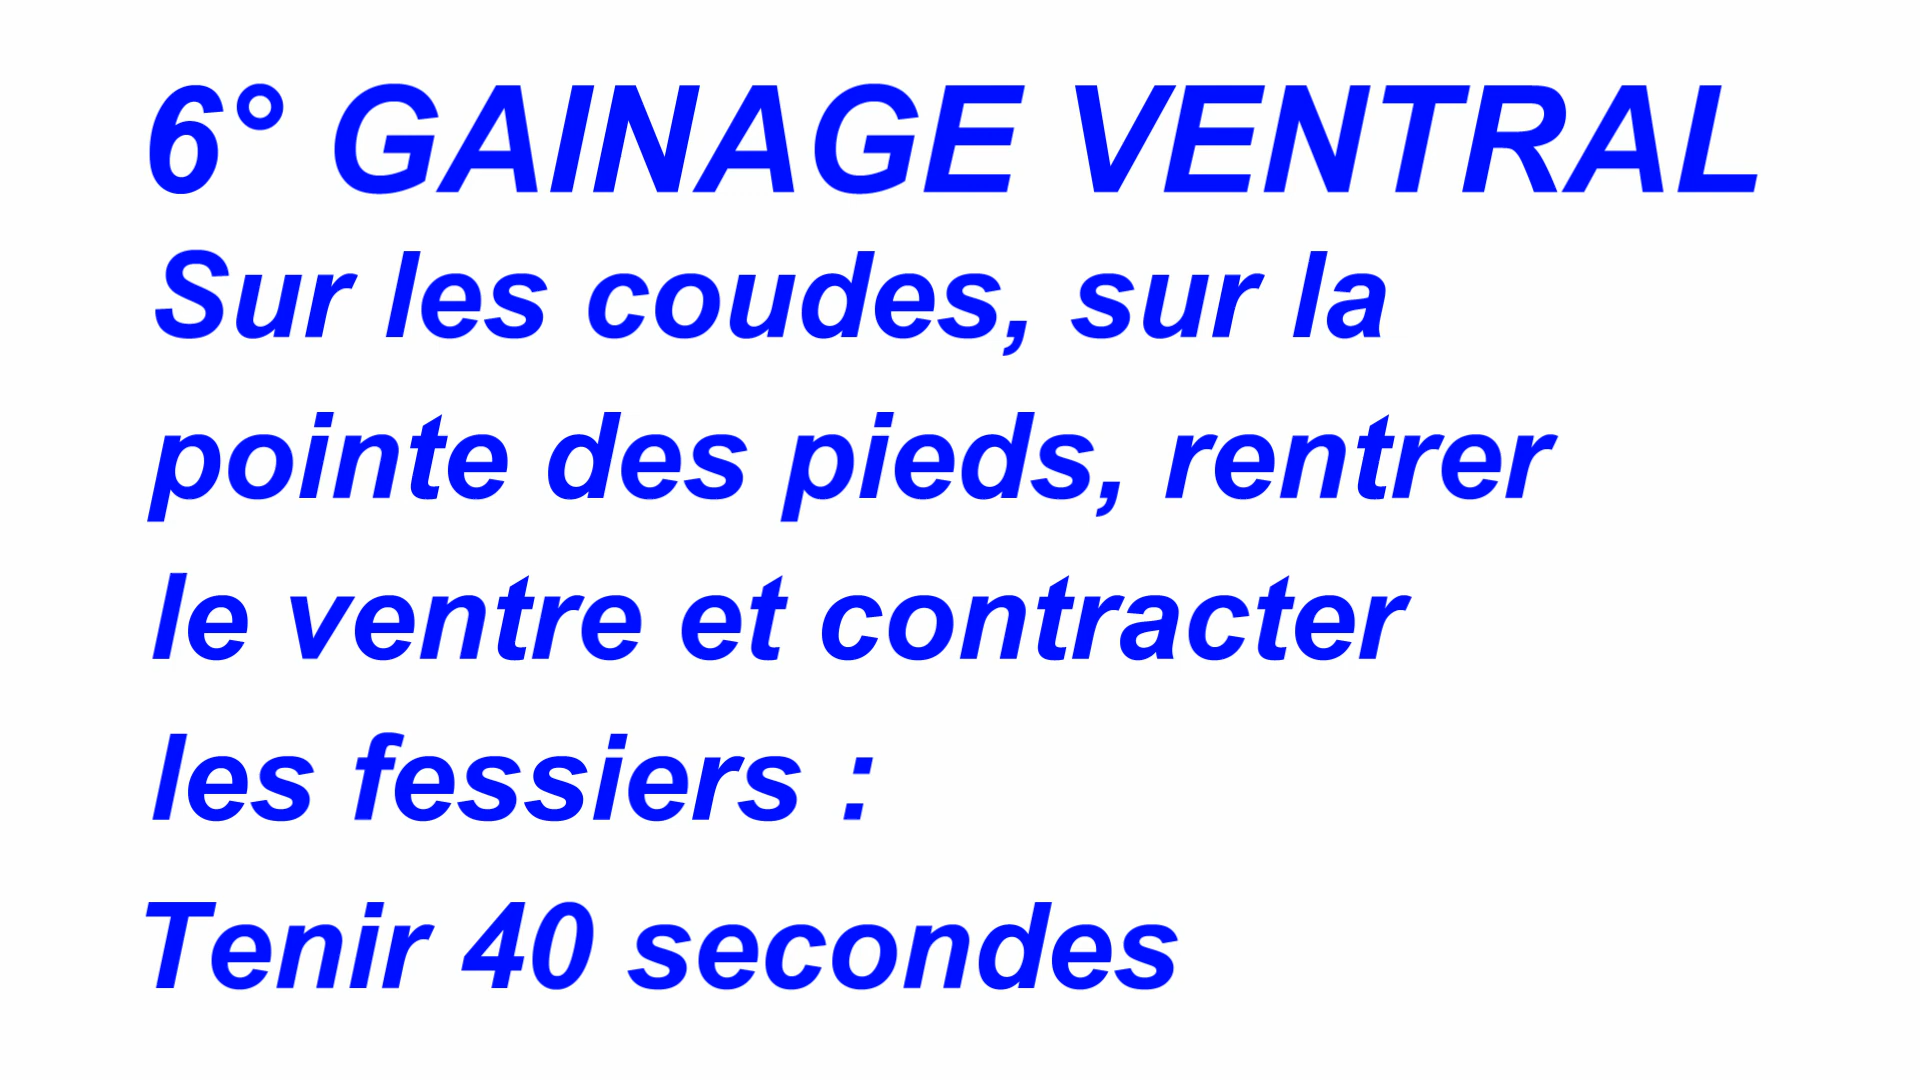 6° GAINAGE VENTRAL
Sur les coudes, sur la
pointe des pieds, rentrer
le ventre et contracter
les fessiers :
Tenir 40 secondes